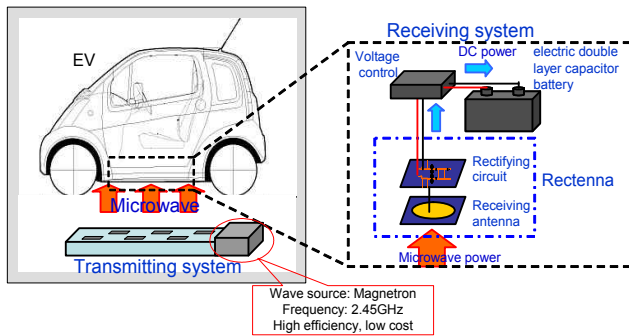 EV
Microwave
Transmitting system
Wave source: Magnetron
Frequency: 2.45GHz
High efficiency, low cost
Receiving system
Voltage
control
DC power
electric double
layer capacitor
battery
Rectifying
circuit
Receiving
antenna
Rectenna
Microwave power